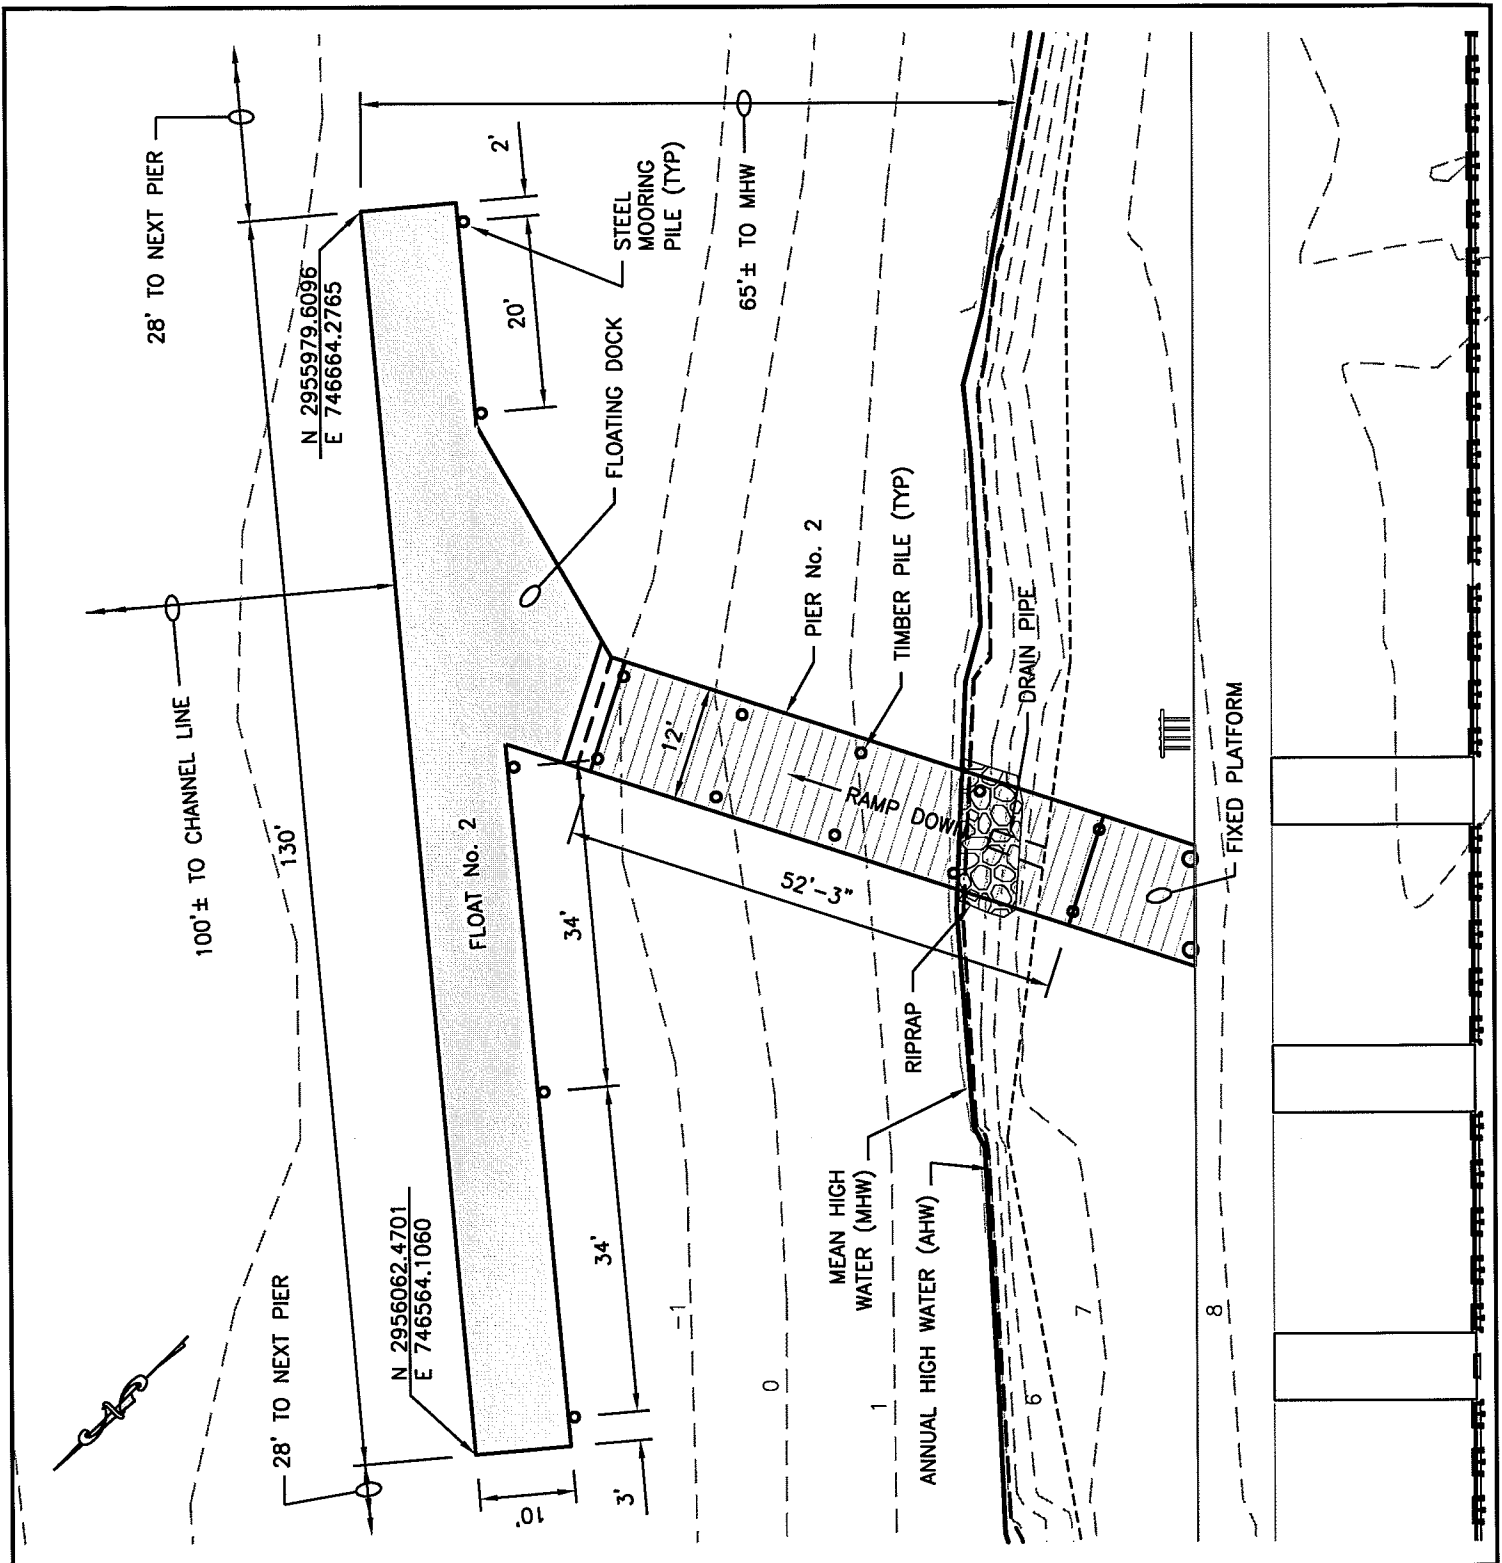 28' TO NEXT PIER
N 2955979.6096
E 746664.2765
2'
20'
STEEL
MOORING
PILE (TYP)
65'± TO MHW
FLOATING DOCK
100'± TO CHANNEL LINE
130'
FLOAT No. 2
PIER No. 2
TIMBER PILE (TYP)
12'
RAMP DOWN
DRAIN PIPE
FIXED PLATFORM
52'-3"
34'
RIPRAP
34'
MEAN HIGH
WATER (MHW)
ANNUAL HIGH WATER (AHW)
N 2956062.4701
E 746564.1060
28' TO NEXT PIER
10'
3'
-1
0
1
6
7
8